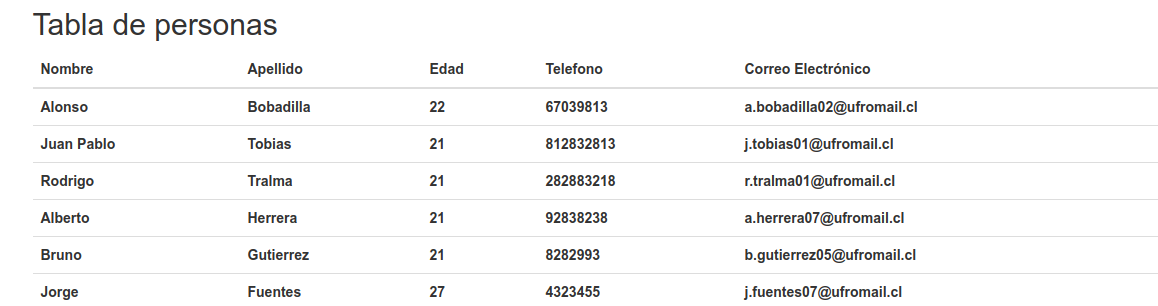 Tabla de personas
Nombre Apellido Edad Telefono Correo Electrónico
Alonso Bobadilla 22 67039813 a.bobadilla02@ufromail.cl
Juan Pablo Tobias 21 812832813 j.tobias01@ufromail.cl
Rodrigo Tralma 21 282883218 r.tralma01@ufromail.cl
Alberto Herrera 21 92838238 a.herrera07@ufromail.cl
Bruno Gutierrez 21 8282993 b.gutierrez05@ufromail.cl
Jorge Fuentes 27 4323455 j.fuentes07@ufromail.cl